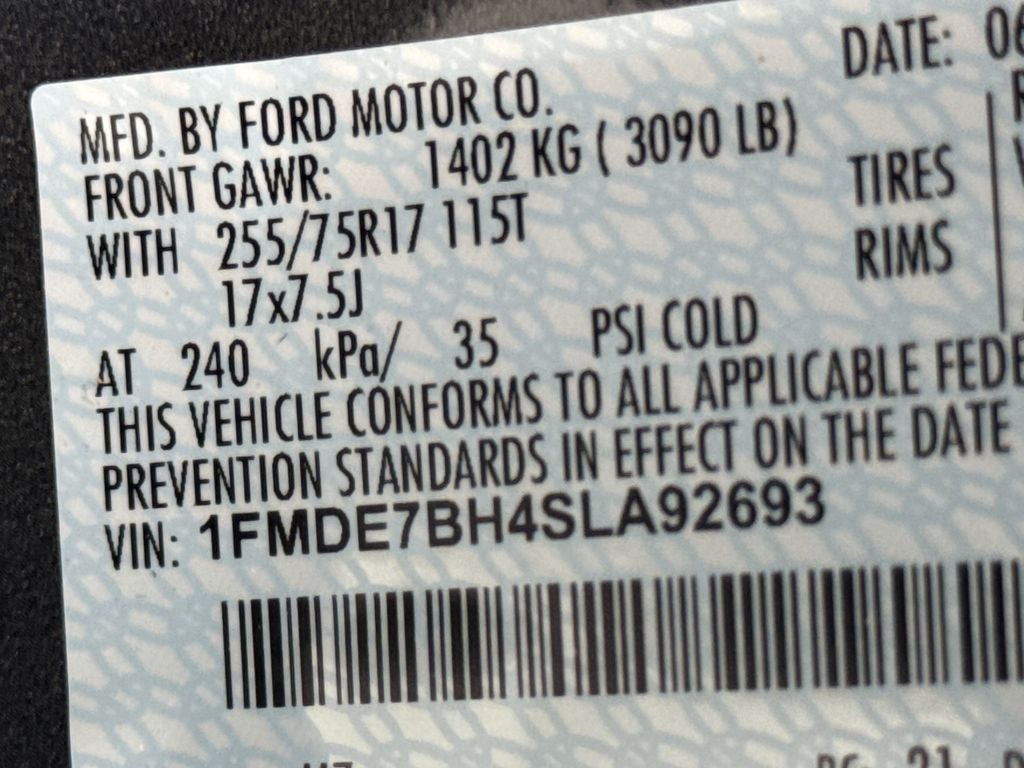 DATE: 06
MFD. BY FORD MOTOR CO.
FRONT GAWR: 1402 KG ( 3090 LB)
TIRES
WITH 255/75R17 115T
RIMS
17x7.5J
AT 240 kPa/ 35 PSI COLD
THIS VEHICLE CONFORMS TO ALL APPLICABLE FEDE
PREVENTION STANDARDS IN EFFECT ON THE DATE
VIN: 1FMDE7BH4SLA92693